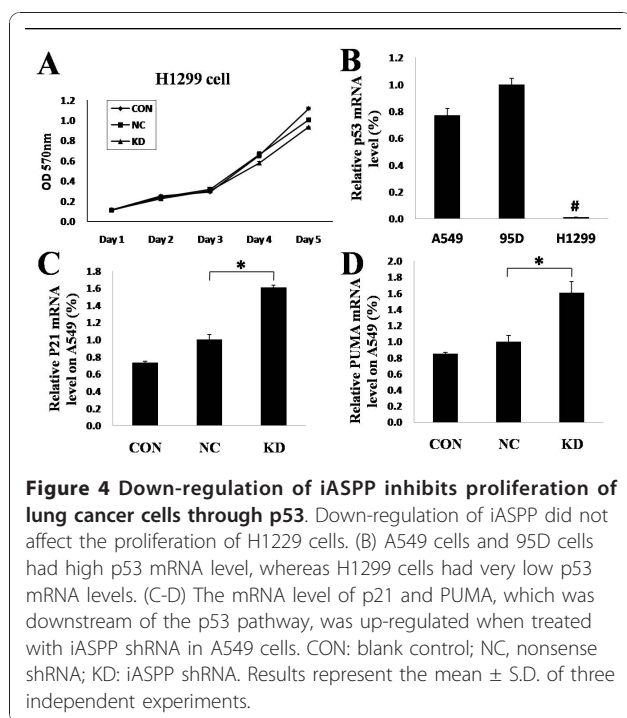 A
H1299 cell
OD 570nm
1.2
1.0
0.8
0.6
0.4
0.2
0.0
CON
NC
KD
Day 1 Day 2 Day 3 Day 4 Day 5
B
Relative p53 mRNA
level (%)
1.2
1.0
0.8
0.6
0.4
0.2
0.0
#
A549 95D H1299
C
Relative P21 mRNA
level on A549 (%)
1.8
1.6
1.4
1.2
1.0
0.8
0.6
0.4
0.2
0.0
*
CON NC KD
D
Relative PUMA mRNA
level on A549 (%)
2.0
1.8
1.6
1.4
1.2
1.0
0.8
0.6
0.4
0.2
0.0
*
CON NC KD
Figure 4 Down-regulation of iASPP inhibits proliferation of
lung cancer cells through p53. Down-regulation of iASPP did not
affect the proliferation of H1229 cells. (B) A549 cells and 95D cells
had high p53 mRNA level, whereas H1299 cells had very low p53
mRNA levels. (C-D) The mRNA level of p21 and PUMA, which was
downstream of the p53 pathway, was up-regulated when treated
with iASPP shRNA in A549 cells. CON: blank control; NC, nonsense
shRNA; KD: iASPP shRNA. Results represent the mean ± S.D. of three
independent experiments.